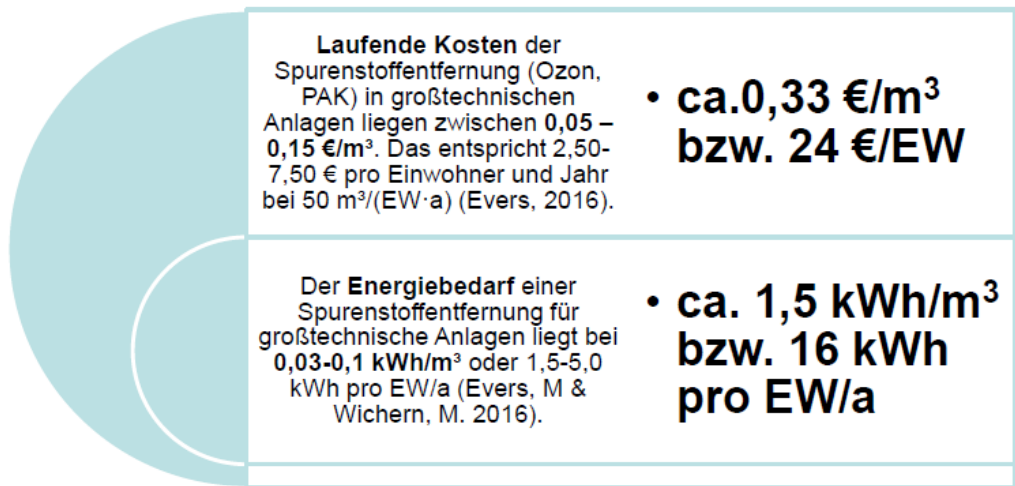 Laufende Kosten der
Spurenstoffentfernung (Ozon,
PAK) in großtechnischen
Anlagen liegen zwischen 0,05 –
0,15 €/m³. Das entspricht 2,50-
7,50 € pro Einwohner und Jahr
bei 50 m³/(EW·a) (Evers, 2016).
• ca.0,33 €/m³
bzw. 24 €/EW
Der Energiebedarf einer
Spurenstoffentfernung für
großtechnische Anlagen liegt bei
0,03-0,1 kWh/m³ oder 1,5-5,0
kWh pro EW/a (Evers, M &
Wichern, M. 2016).
• ca. 1,5 kWh/m³
bzw. 16 kWh
pro EW/a